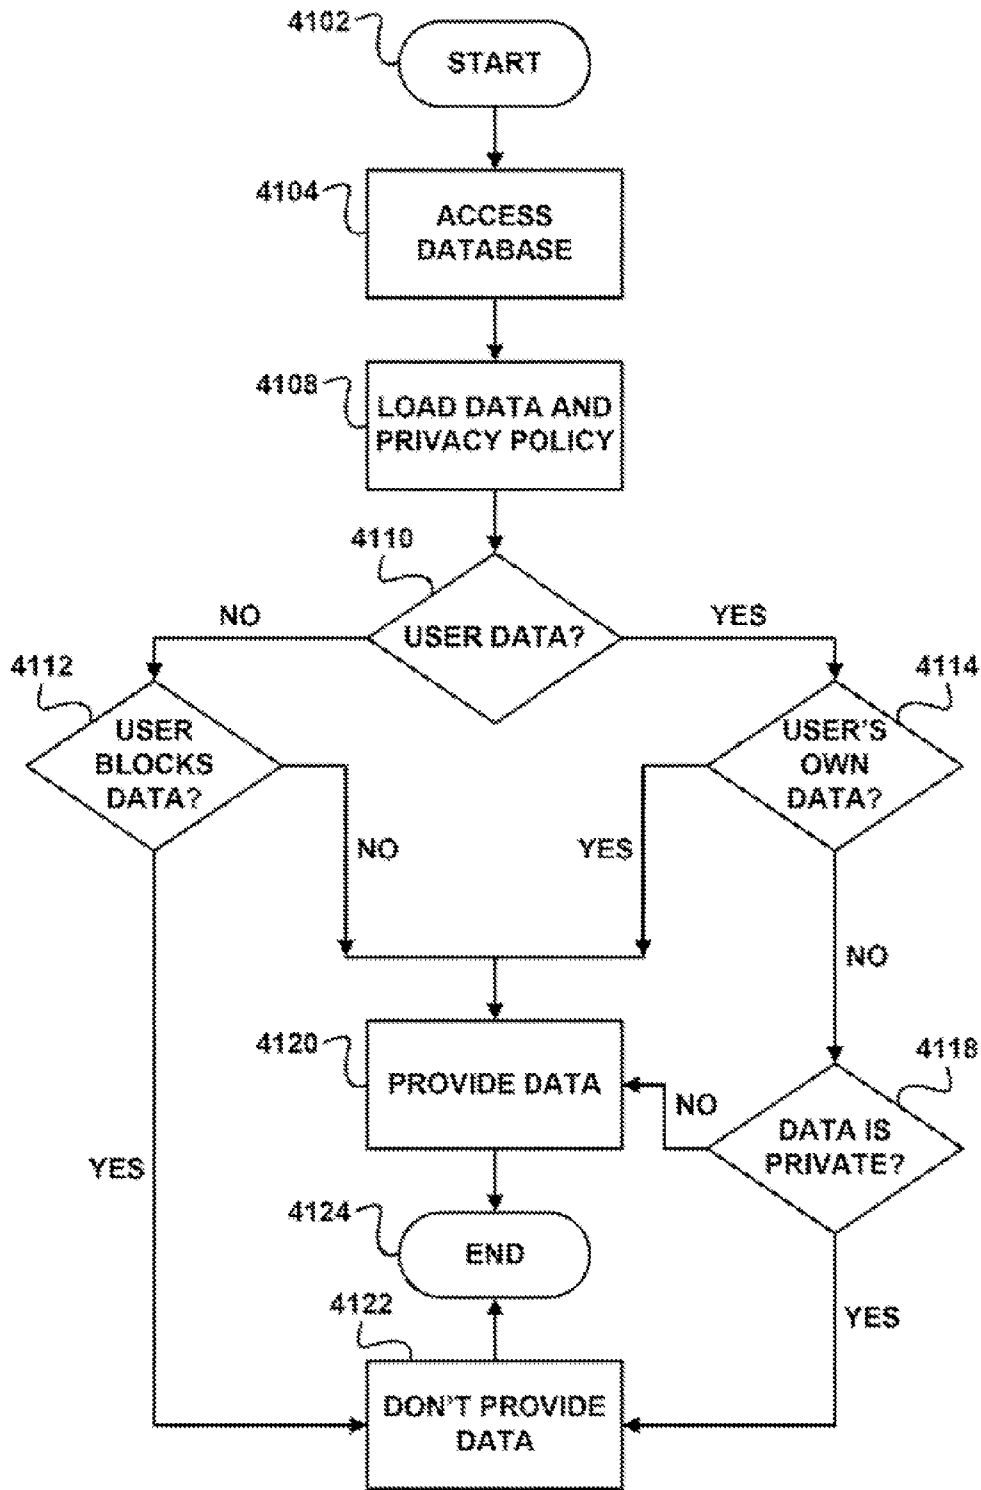 4102
START
4104
ACCESS
DATABASE
4108
LOAD DATA AND
PRIVACY POLICY
4110
NO
USER DATA?
YES
4112
USER
BLOCKS
DATA?
4114
USER'S
OWN
DATA?
NO
YES
NO
4120
PROVIDE DATA
NO
4118
DATA IS
PRIVATE?
YES
4124
END
4122
YES
DON'T PROVIDE
DATA